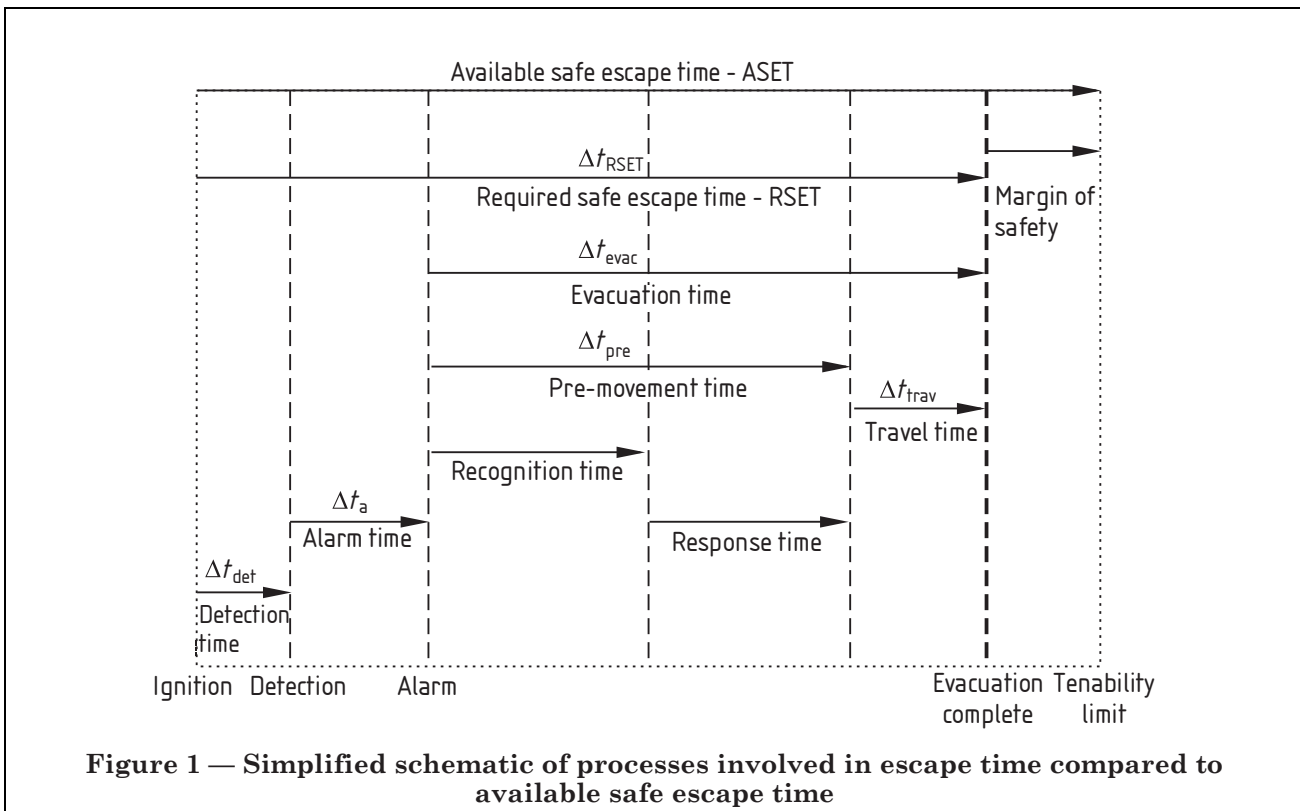 Available safe escape time - ASET
Δt_RSET
Required safe escape time - RSET
Margin of
safety
Δt_evac
Evacuation time
Δt_pre
Pre-movement time
Δt_trav
Travel time
Recognition time
Δt_a
Alarm time
Response time
Δt_det
Detection
time
Ignition
Detection
Alarm
Evacuation
complete
Tenability
limit
Figure 1 — Simplified schematic of processes involved in escape time compared to
available safe escape time